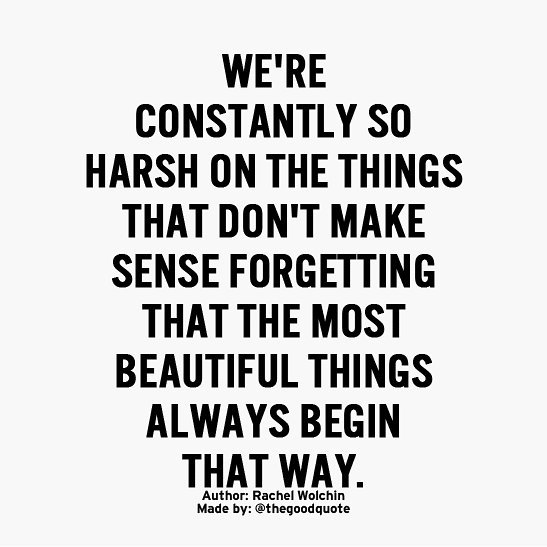 WE'RE
CONSTANTLY SO
HARSH ON THE THINGS
THAT DON'T MAKE
SENSE FORGETTING
THAT THE MOST
BEAUTIFUL THINGS
ALWAYS BEGIN
THAT WAY.
Author: Rachel Wolchin
Made by: @thegoodquote